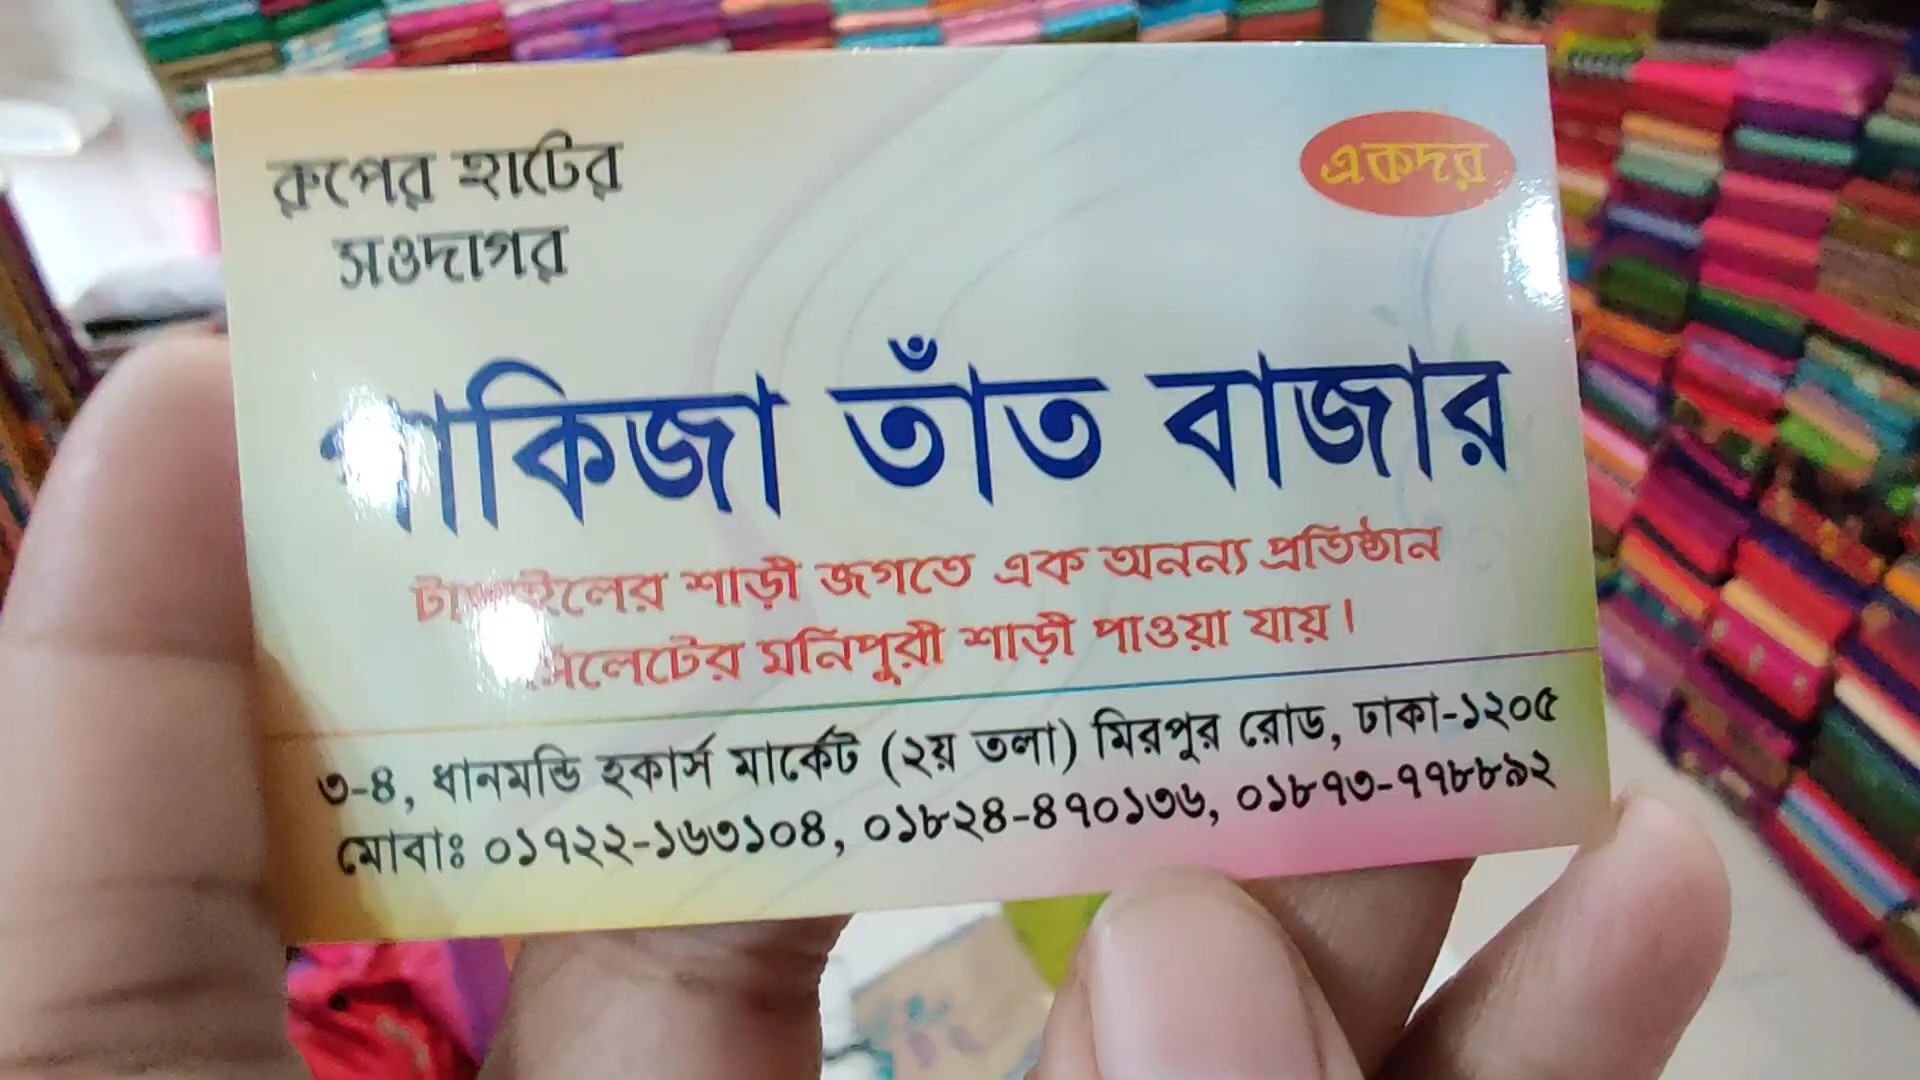 রুপের হাটের
সওদাগর
একদর
পাকিজা তাঁত বাজার
টাঙ্গাইলের শাড়ী জগতে এক অনন্য প্রতিষ্ঠান
সিলেটের মনিপুরী শাড়ী পাওয়া যায়।
৩-৪, ধানমন্ডি হকার্স মার্কেট (২য় তলা) মিরপুর রোড, ঢাকা-১২০৫
মোবাঃ ০১৭২২-১৬৩১০৪, ০১৮২৪-৪৭০১৩৬, ০১৮৭৩-৭৭৮৮৯২